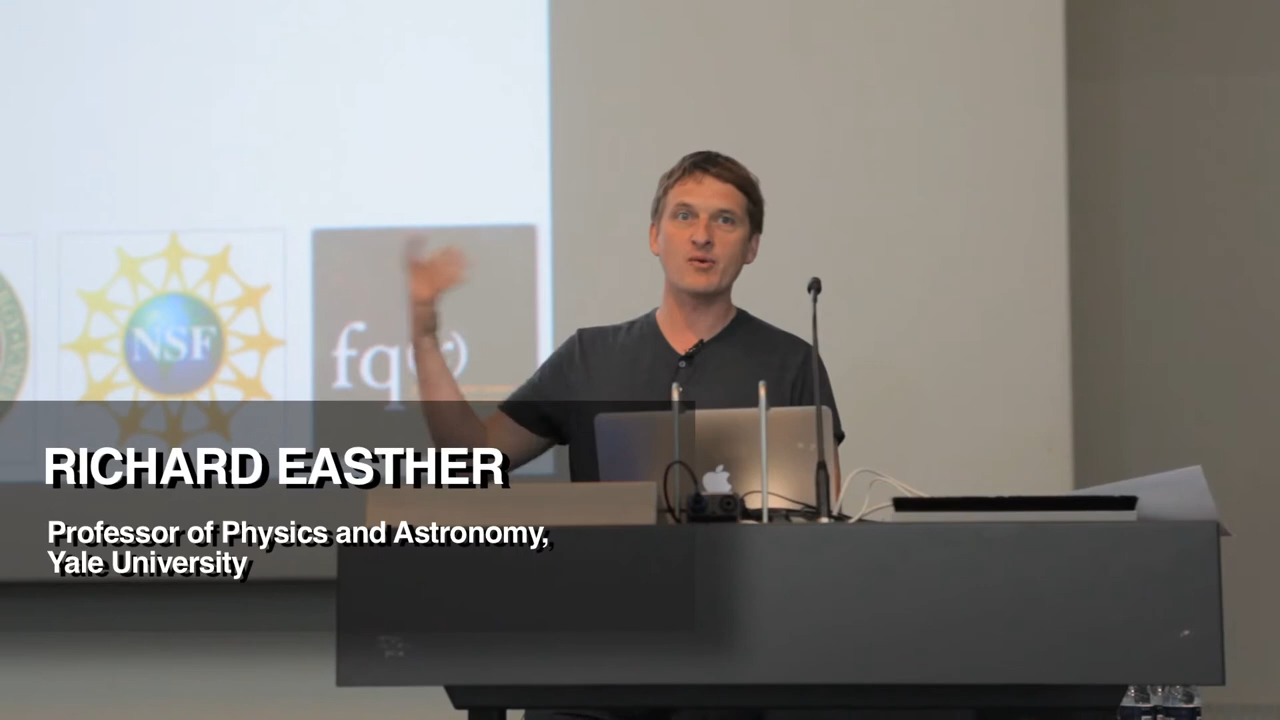 NSF
fq
RICHARD EASTHER
Professor of Physics and Astronomy,
Yale University